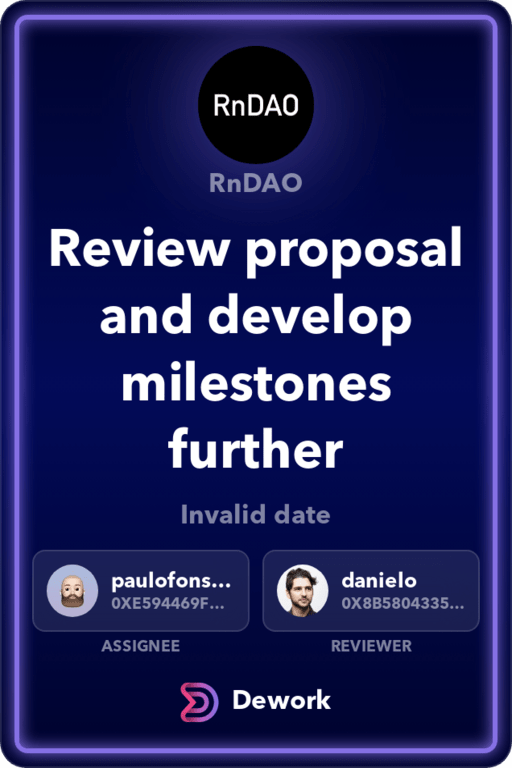 RnDAO
RnDAO
Review proposal
and develop
milestones
further
Invalid date
paulofons...
0XE594469F...
ASSIGNEE
danielo
0X8B5804335...
REVIEWER
Dework